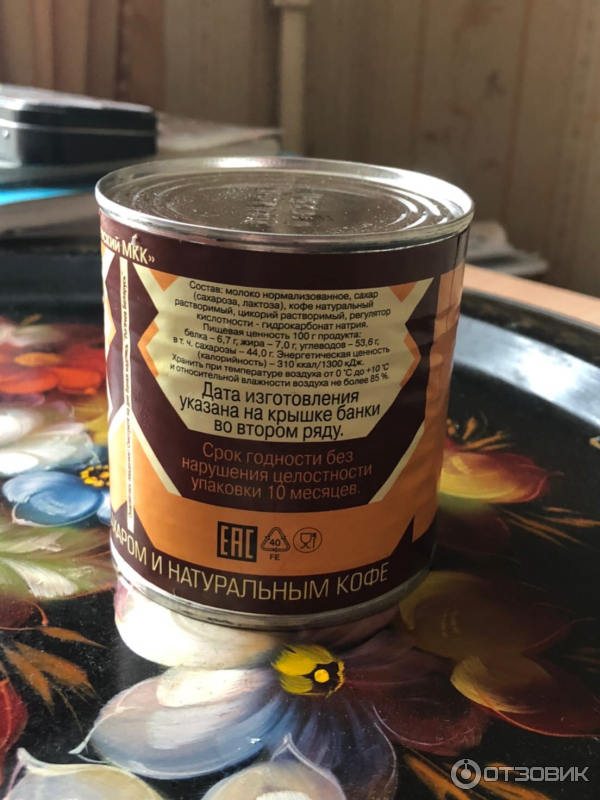 ский МКК»
Состав: молоко нормализованное, сахар
(сахароза, лактоза), кофе натуральный
растворимый, цикорий растворимый, регулятор
кислотности - гидрокарбонат натрия.
Пищевая ценность 100 г продукта:
белка – 6,7 г, жира – 7,0 г, углеводов – 53,6 г,
в т. ч. сахарозы – 44,0 г. Энергетическая ценность
(калорийность) – 310 ккал/1300 кДж.
Хранить при температуре воздуха от 0 °С до +10 °С
и относительной влажности воздуха не более 85 %.
Дата изготовления
указана на крышке банки
во втором ряду.
Срок годности без
нарушения целостности
упаковки 10 месяцев.
EAC
40
FE
ХАРОМ И НАТУРАЛЬНЫМ КОФЕ
ОТЗОВИК